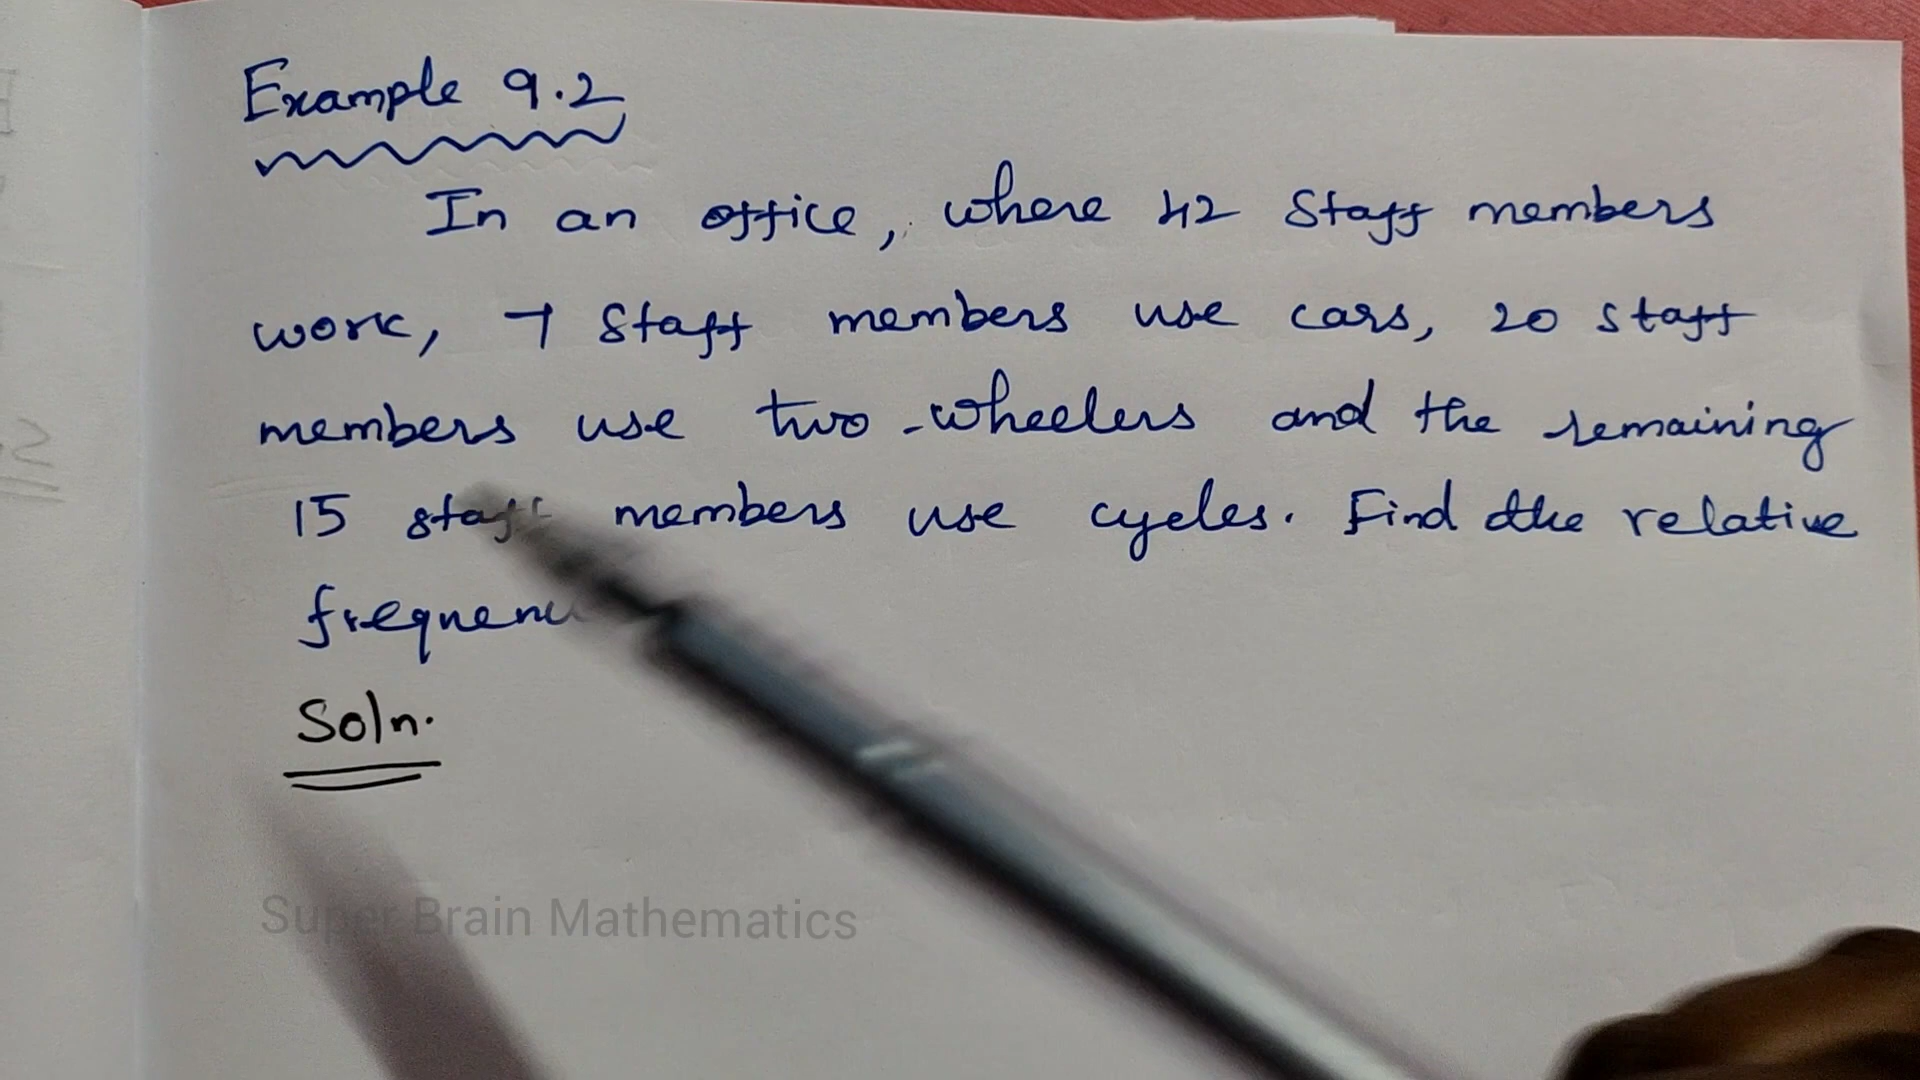 Example 9.2
In an office, where 42 Staff members
work, 7 Staff members use cars, 20 staff
members use two-wheelers and the remaining
15 staff members use cycles. Find the relative
Soln.
Super Brain Mathematics